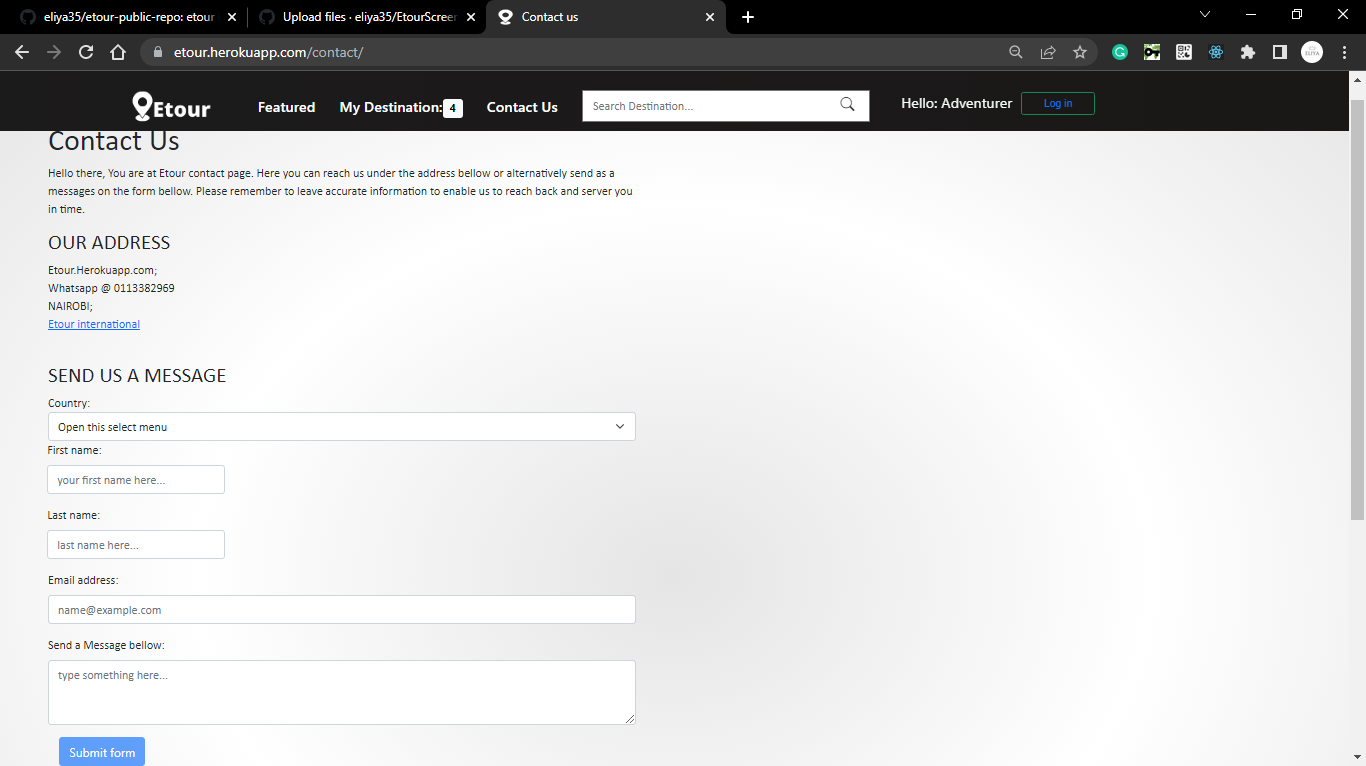 eliya35/etour-public-repo: etour
Upload files · eliya35/EtourScreen
Contact us
etour.herokuapp.com/contact/
Etour
Featured
My Destination: 4
Contact Us
Search Destination...
Hello: Adventurer
Log in
Contact Us
Hello there, You are at Etour contact page. Here you can reach us under the address bellow or alternatively send as a
messages on the form bellow. Please remember to leave accurate information to enable us to reach back and server you
in time.
OUR ADDRESS
Etour.Herokuapp.com;
Whatsapp @ 0113382969
NAIROBI;
Etour international
SEND US A MESSAGE
Country:
Open this select menu
First name:
your first name here...
Last name:
last name here...
Email address:
name@example.com
Send a Message bellow:
type something here...
Submit form